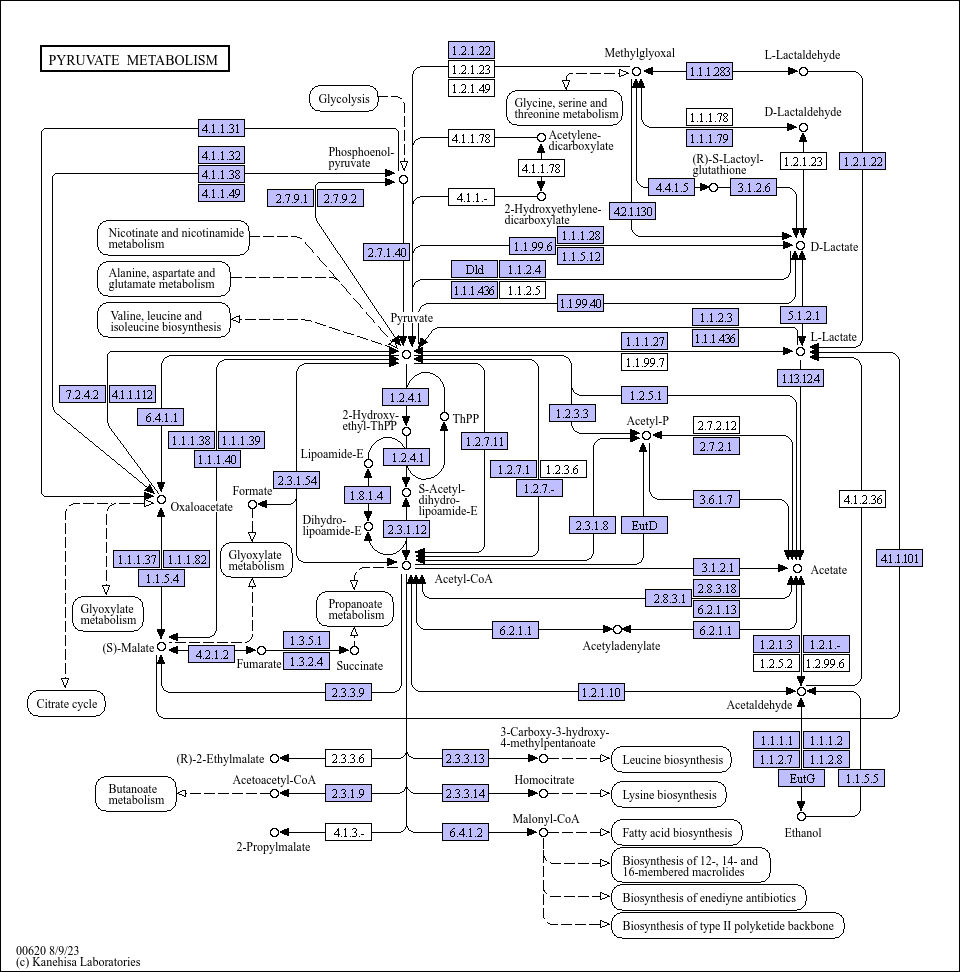 PYRUVATE METABOLISM
Glycolysis
1.2.1.22
1.2.1.23
1.2.1.49
Methylglyoxal
1.1.1.283
L-Lactaldehyde
Glycine, serine and
threonine metabolism
1.1.1.78
1.1.1.79
D-Lactaldehyde
4.1.1.31
4.1.1.32
4.1.1.38
4.1.1.49
Phosphoenol-
pyruvate
4.1.1.78
Acetylene-
dicarboxylate
4.1.1.78
(R)-S-Lactoyl-
glutathione
1.2.1.23
1.2.1.22
2.7.9.1
2.7.9.2
4.1.1.-
4.4.1.5
3.1.2.6
2-Hydroxyethylene-
dicarboxylate
4.2.1.130
Nicotinate and nicotinamide
metabolism
2.7.1.40
1.1.99.6
1.1.1.28
1.1.5.12
D-Lactate
Alanine, aspartate and
glutamate metabolism
Dld
1.1.2.4
1.1.1.436
1.1.2.5
1.1.99.40
Valine, leucine and
isoleucine biosynthesis
Pyruvate
1.1.2.3
1.1.1.436
5.1.2.1
L-Lactate
1.1.1.27
1.1.99.7
1.13.12.4
7.2.4.2
4.1.1.112
6.4.1.1
1.2.4.1
1.2.5.1
1.2.3.3
2-Hydroxy-
ethyl-ThPP
ThPP
Acetyl-P
2.7.2.12
2.7.2.1
1.1.1.38
1.1.1.39
1.1.1.40
Lipoamide-E
1.2.4.1
1.2.7.11
1.2.7.1
1.2.3.6
1.2.7.-
2.3.1.54
Formate
1.8.1.4
S-Acetyl-
dihydro-
lipoamide-E
3.6.1.7
1.2.1.36
Oxaloacetate
Dihydro-
lipoamide-E
2.3.1.12
2.3.1.8
EutD
1.1.1.37
1.1.1.82
1.1.5.4
Glyoxylate
metabolism
Acetyl-CoA
3.1.2.1
Acetate
4.1.1.101
Glyoxylate
metabolism
Propanoate
metabolism
2.8.3.1
2.8.3.18
6.2.1.13
6.2.1.1
6.2.1.1
Acetyladenylate
(S)-Malate
4.2.1.2
Fumarate
1.3.5.1
1.3.2.4
Succinate
1.2.1.3
1.2.1.-
1.2.5.2
1.2.99.6
Citrate cycle
2.3.3.9
1.2.1.10
Acetaldehyde
(R)-2-Ethylmalate
2.3.3.6
2.3.3.13
3-Carboxy-3-hydroxy-
4-methylpentanoate
Leucine biosynthesis
1.1.1.1
1.1.1.2
1.1.2.7
1.1.2.8
EutG
1.1.5.5
Butanoate
metabolism
Acetoacetyl-CoA
2.3.1.9
2.3.3.14
Homocitrate
Lysine biosynthesis
Ethanol
4.1.3.-
2-Propylmalate
6.4.1.2
Malonyl-CoA
Fatty acid biosynthesis
Biosynthesis of 12-, 14- and
16-membered macrolides
Biosynthesis of enediyne antibiotics
Biosynthesis of type II polyketide backbone
00620 8/9/23
(c) Kanehisa Laboratories